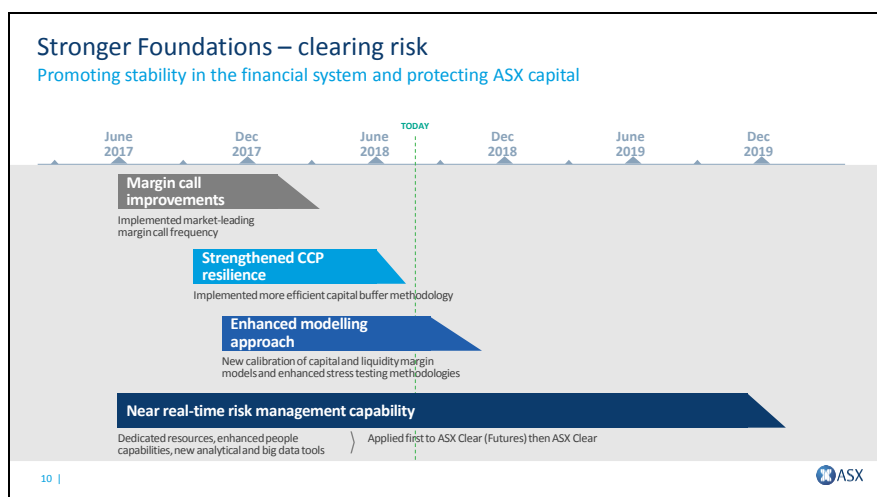 Stronger Foundations – clearing risk
Promoting stability in the financial system and protecting ASX capital
TODAY
June Dec June Dec June Dec
2017 2017 2018 2018 2019 2019
Margin call
improvements
Implemented market-leading
margin call frequency
Strengthened CCP
resilience
Implemented more efficient capital buffer methodology
Enhanced modelling
approach
New calibration of capital and liquidity margin
models and enhanced stress testing methodologies
Near real-time risk management capability
Dedicated resources, enhanced people
capabilities, new analytical and big data tools
Applied first to ASX Clear (Futures) then ASX Clear
10 |
ASX